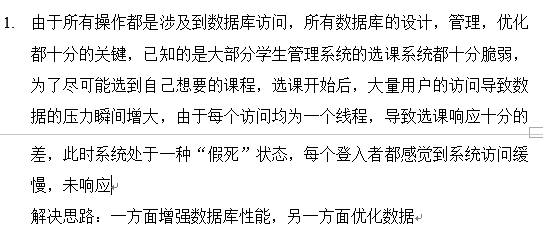 1. 由于所有操作都是涉及到数据库访问，所有数据库的设计，管理，优化
都十分的关键，已知的是大部分学生管理系统的选课系统都十分脆弱，
为了尽可能选到自己想要的课程，选课开始后，大量用户的访问导致数
据的压力瞬间增大，由于每个访问均为一个线程，导致选课响应十分的
差，此时系统处于一种“假死”状态，每个登入者都感觉到系统访问缓
慢，未响应
解决思路：一方面增强数据库性能，另一方面优化数据